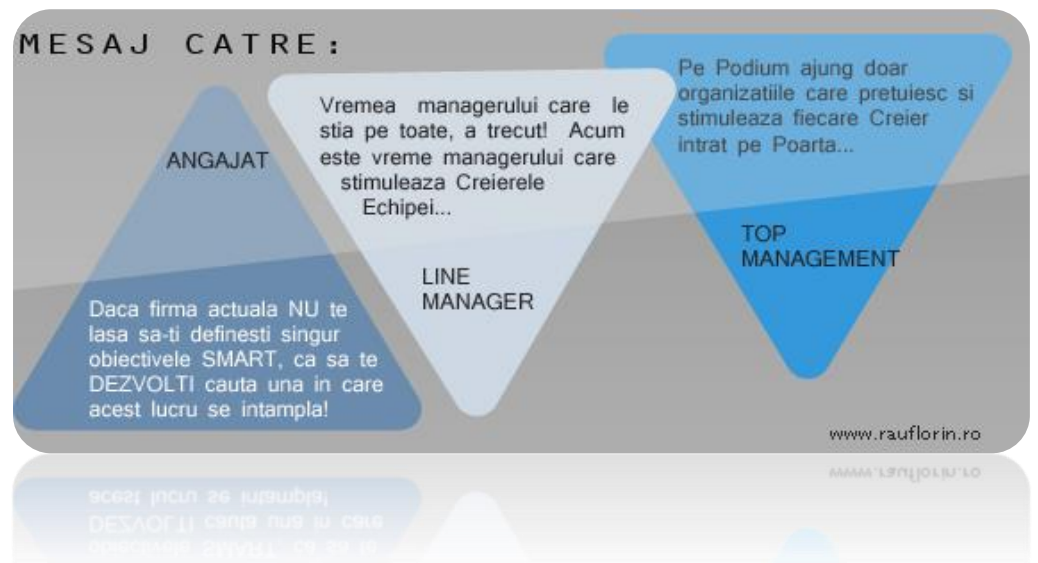 MESAJ CATRE:
ANGAJAT
Daca firma actuala NU te
lasa sa-ti definesti singur
obiectivele SMART, ca sa te
DEZVOLTI cauta una in care
acest lucru se intampla!
Vremea managerului care le
stia pe toate, a trecut! Acum
este vreme managerului care
stimuleaza Creierele
Echipei...
LINE
MANAGER
Pe Podium ajung doar
organizatiile care pretuiesc si
stimuleaza fiecare Creier
intrat pe Poarta...
TOP
MANAGEMENT
www.rauflorin.ro